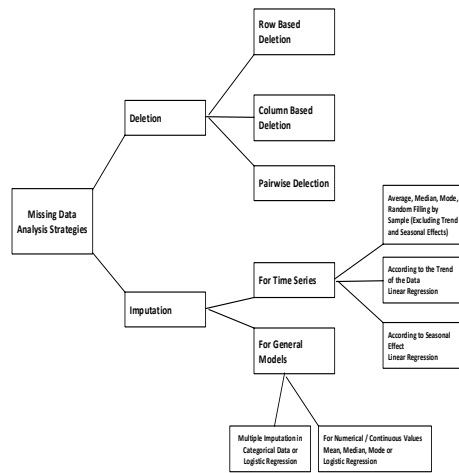 Row Based
Deletion
Deletion
Column Based
Deletion
Pairwise Delection
Missing Data
Analysis Strategies
Average, Median, Mode,
Random Filling by
Sample (Excluding Trend
and Seasonal Effects)
For Time Series
According to the Trend
of the Data
Linear Regression
Imputation
According to Seasonal
Effect
Linear Regression
For General
Models
Multiple Imputation in
Categorical Data or
Logistic Regression
For Numerical / Continuous Values
Mean, Median, Mode or
Logistic Regression